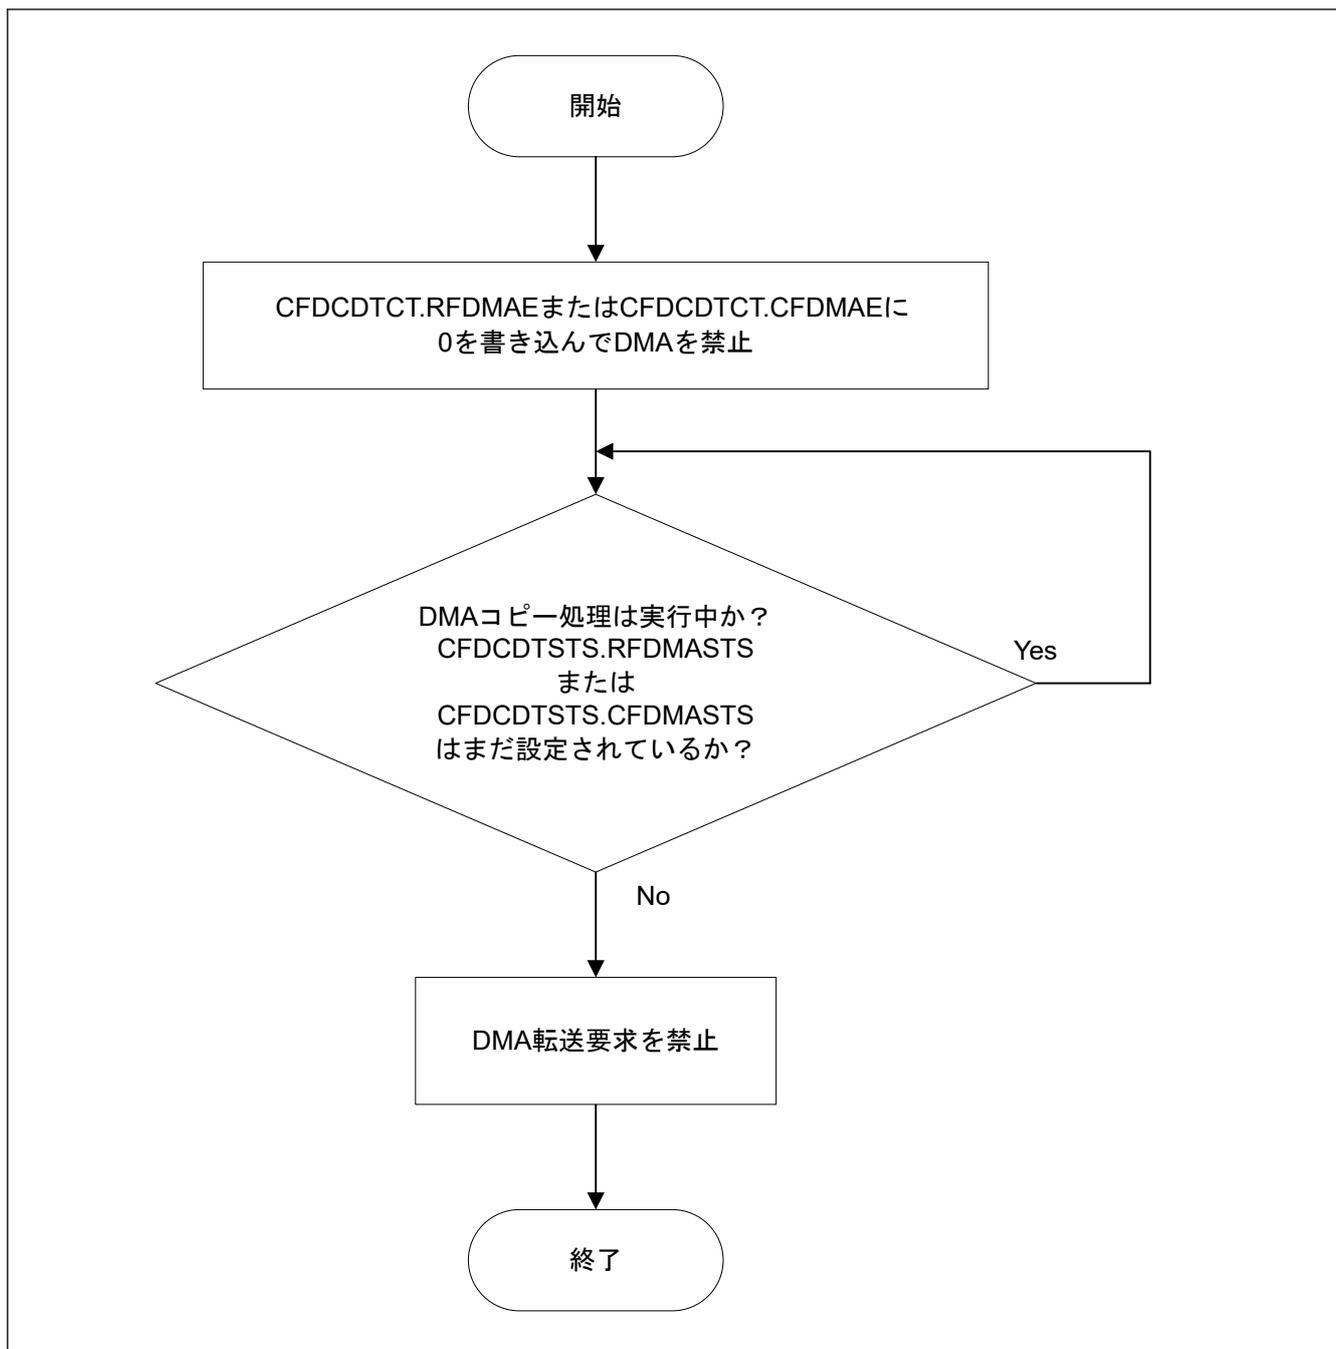 開始
CFDCDTCT.RFDMAEまたはCFDCDTCT.CFDMAEに
0を書き込んでDMAを禁止
DMAコピー処理は実行中か？
CFDCDTSTS.RFDMASTS
または
CFDCDTSTS.CFDMASTS
はまだ設定されているか？
Yes
No
DMA転送要求を禁止
終了